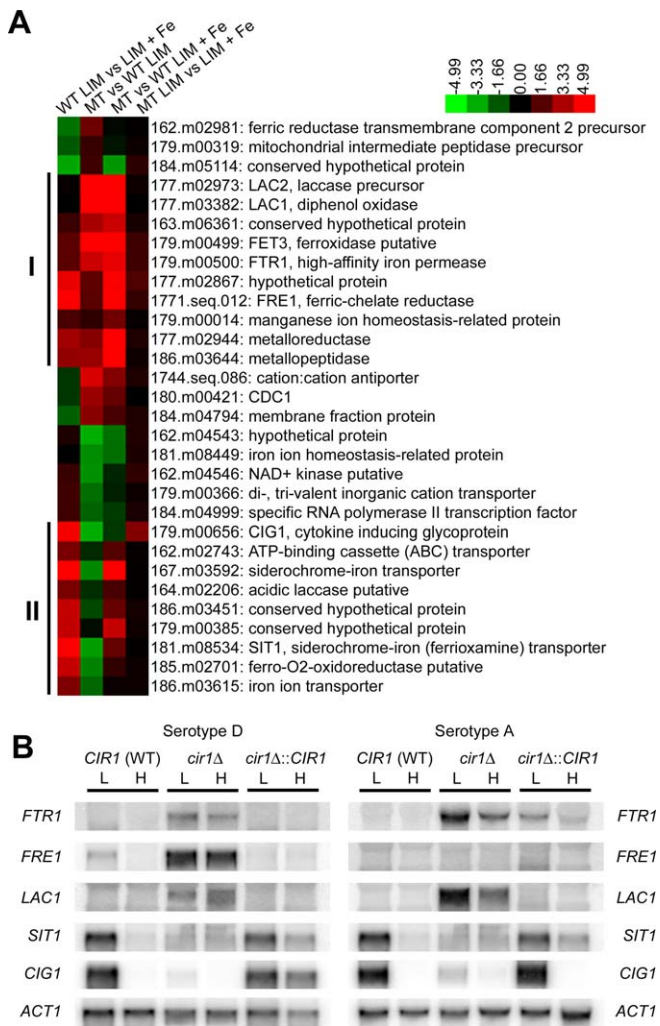 A
WT LIM vs LIM + Fe
MT vs WT LIM
MT vs WT LIM + Fe
MT LIM vs LIM + Fe
-4.99
-3.33
-1.66
0.00
1.66
3.33
4.99
162.m02981: ferric reductase transmembrane component 2 precursor
179.m00319: mitochondrial intermediate peptidase precursor
184.m05114: conserved hypothetical protein
177.m02973: LAC2, laccase precursor
177.m03382: LAC1, diphenol oxidase
163.m06361: conserved hypothetical protein
179.m00499: FET3, ferroxidase putative
179.m00500: FTR1, high-affinity iron permease
I
177.m02867: hypothetical protein
1771.seq.012: FRE1, ferric-chelate reductase
179.m00014: manganese ion homeostasis-related protein
177.m02944: metalloreductase
186.m03644: metallopeptidase
1744.seq.086: cation:cation antiporter
180.m00421: CDC1
184.m04794: membrane fraction protein
162.m04543: hypothetical protein
181.m08449: iron ion homeostasis-related protein
162.m04546: NAD+ kinase putative
179.m00366: di-, tri-valent inorganic cation transporter
184.m04999: specific RNA polymerase II transcription factor
179.m00656: CIG1, cytokine inducing glycoprotein
162.m02743: ATP-binding cassette (ABC) transporter
167.m03592: siderochrome-iron transporter
164.m02206: acidic laccase putative
II
186.m03451: conserved hypothetical protein
179.m00385: conserved hypothetical protein
181.m08534: SIT1, siderochrome-iron (ferrioxamine) transporter
185.m02701: ferro-O2-oxidoreductase putative
186.m03615: iron ion transporter
B
Serotype D Serotype A
CIR1 (WT) cir1Δ cir1Δ::CIR1 CIR1 (WT) cir1Δ cir1Δ::CIR1
L H L H L H L H L H L H
FTR1 FTR1
FRE1 FRE1
LAC1 LAC1
SIT1 SIT1
CIG1 CIG1
ACT1 ACT1